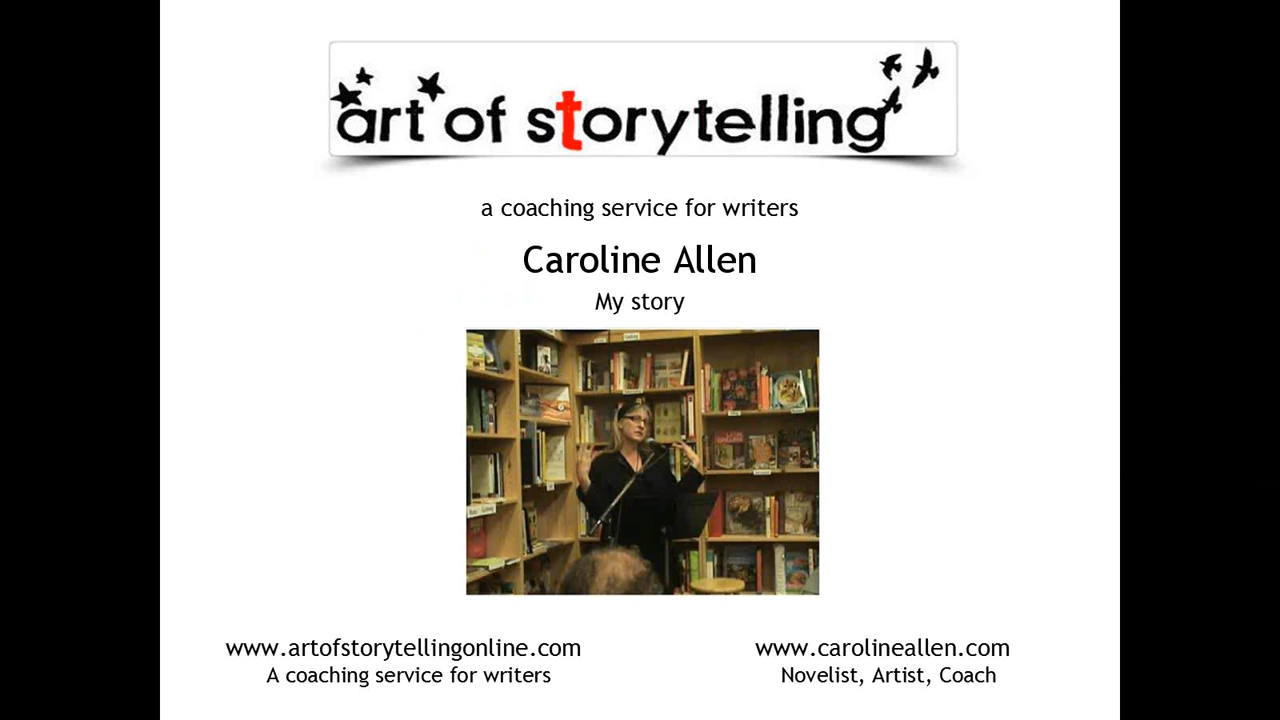 art of storytelling
a coaching service for writers
Caroline Allen
My story
www.artofstorytellingonline.com
A coaching service for writers
www.carolineallen.com
Novelist, Artist, Coach